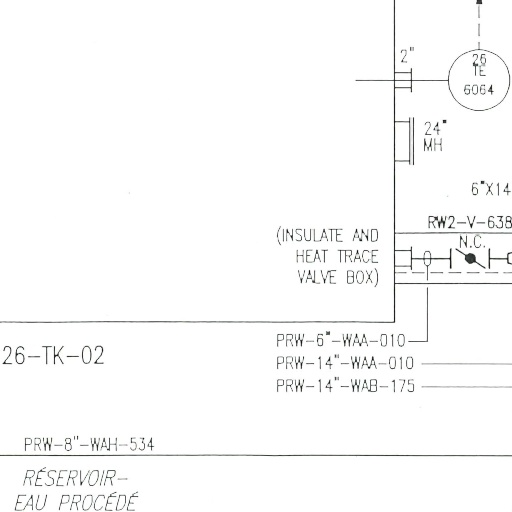 2"
26
TE
6064
24"
MH
6"X14
RW2-V-638
(INSULATE AND
HEAT TRACE
VALVE BOX)
N.C.
PRW-6"-WAA-010
PRW-14"-WAA-010
PRW-14"-WAB-175
26-TK-02
PRW-8"-WAH-534
RÉSERVOIR-
EAU PROCÉDÉ